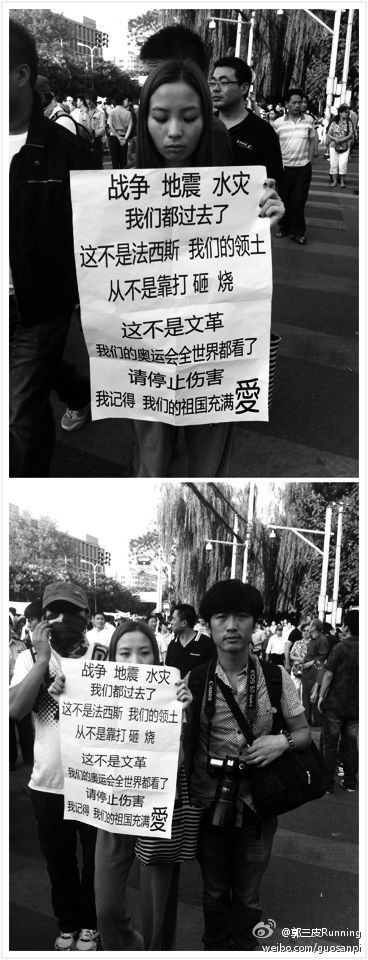 战争 地震 水灾
我们都过去了
这不是法西斯 我们的领土
从不是靠打 砸 烧
这不是文革
我们的奥运会全世界都看了
请停止伤害
我记得 我们的祖国充满愛
战争 地震 水灾
我们都过去了
这不是法西斯 我们的领土
从不是靠打 砸 烧
这不是文革
我们的奥运会全世界都看了
请停止伤害
我记得 我们的祖国充满愛
Canon
@郭三皮Running
weibo.com/guosanpi